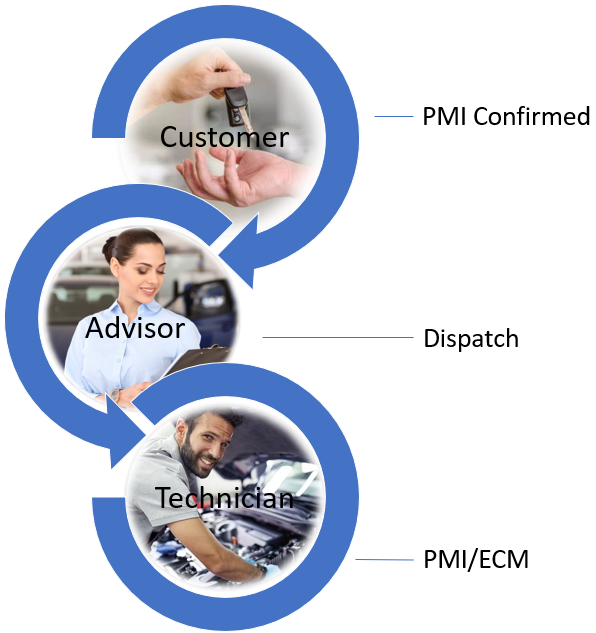 Customer
PMI Confirmed
Advisor
Dispatch
Technician
PMI/ECM